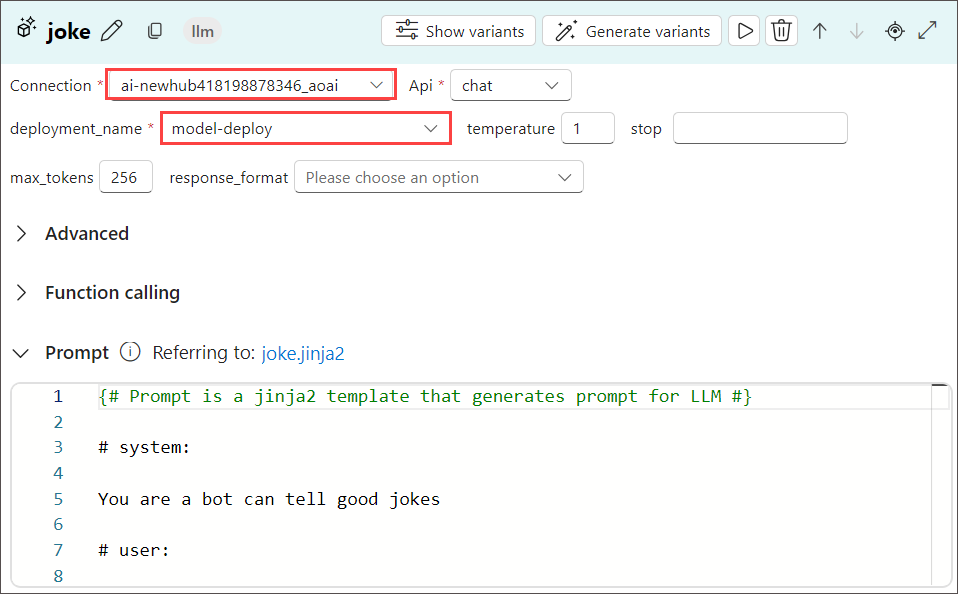 joke llm Show variants Generate variants
Connection * ai-newhub418198878346_aoai Api * chat
deployment_name * model-deploy temperature 1 stop
max_tokens 256 response_format Please choose an option
Advanced
Function calling
Prompt Referring to: joke.jinja2
1 {# Prompt is a jinja2 template that generates prompt for LLM #}
2
3 # system:
4
5 You are a bot can tell good jokes
6
7 # user:
8